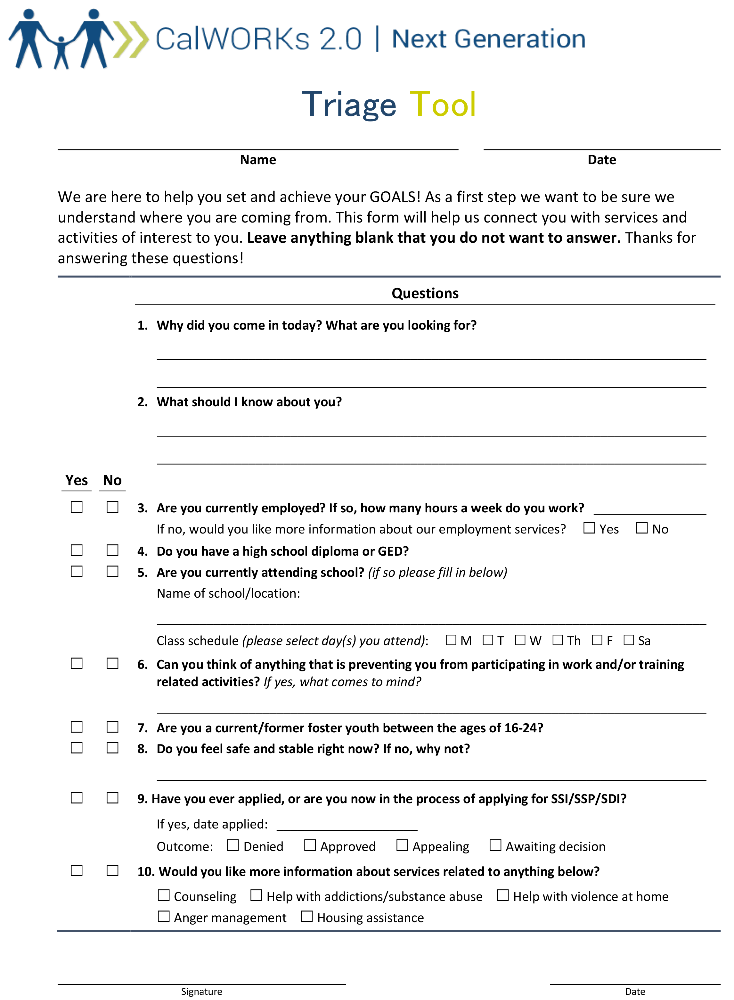 CalWORKs 2.0 | Next Generation
Triage Tool
Name Date
We are here to help you set and achieve your GOALS! As a first step we want to be sure we
understand where you are coming from. This form will help us connect you with services and
activities of interest to you. Leave anything blank that you do not want to answer. Thanks for
answering these questions!
Questions
1. Why did you come in today? What are you looking for?
2. What should I know about you?
Yes No
☐ ☐ 3. Are you currently employed? If so, how many hours a week do you work?
If no, would you like more information about our employment services? ☐ Yes ☐ No
☐ ☐ 4. Do you have a high school diploma or GED?
☐ ☐ 5. Are you currently attending school? (if so please fill in below)
Name of school/location:
Class schedule (please select day(s) you attend): ☐ M ☐ T ☐ W ☐ Th ☐ F ☐ Sa
☐ ☐ 6. Can you think of anything that is preventing you from participating in work and/or training
related activities? If yes, what comes to mind?
☐ ☐ 7. Are you a current/former foster youth between the ages of 16-24?
☐ ☐ 8. Do you feel safe and stable right now? If no, why not?
☐ ☐ 9. Have you ever applied, or are you now in the process of applying for SSI/SSP/SDI?
If yes, date applied:
Outcome: ☐ Denied ☐ Approved ☐ Appealing ☐ Awaiting decision
☐ ☐ 10. Would you like more information about services related to anything below?
☐ Counseling ☐ Help with addictions/substance abuse ☐ Help with violence at home
☐ Anger management ☐ Housing assistance
Signature Date